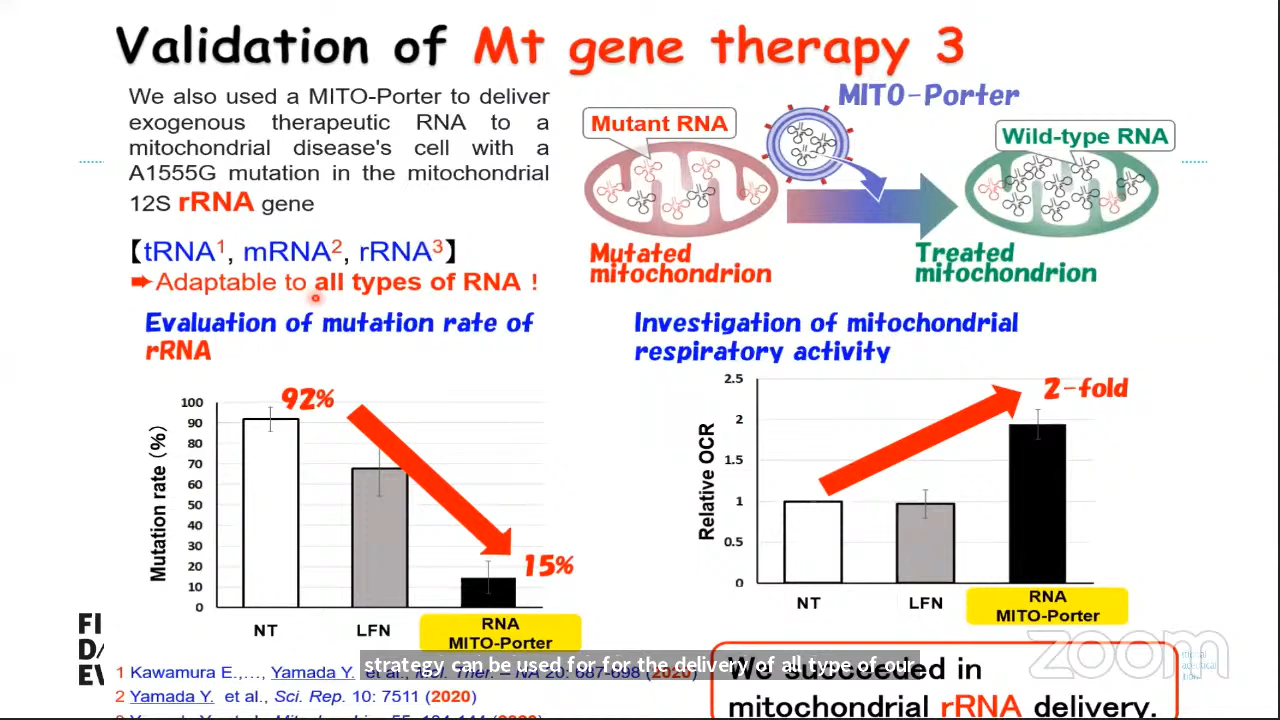 Validation of Mt gene therapy 3
We also used a MITO-Porter to deliver
exogenous therapeutic RNA to a
mitochondrial disease's cell with a
A1555G mutation in the mitochondrial
12S rRNA gene
【tRNA1, mRNA2, rRNA3】
➨Adaptable to all types of RNA !
MITO-Porter
Mutant RNA
Wild-type RNA
Mutated
mitochondrion
Treated
mitochondrion
Evaluation of mutation rate of
rRNA
Mutation rate (%)
100
90
80
70
60
50
40
30
20
10
0
92%
15%
NT
LFN
RNA
MITO-Porter
Investigation of mitochondrial
respiratory activity
Relative OCR
2.5
2
1.5
1
0.5
0
2-fold
NT
LFN
RNA
MITO-Porter
zoom
strategy can be used for for the delivery of all type of our
1 Kawamura E.,…, Yamada Y. et al., Ther. – NA 20: 687-698 (2020)
2 Yamada Y. et al., Sci. Rep. 10: 7511 (2020)
We succeeded in
mitochondrial rRNA delivery.